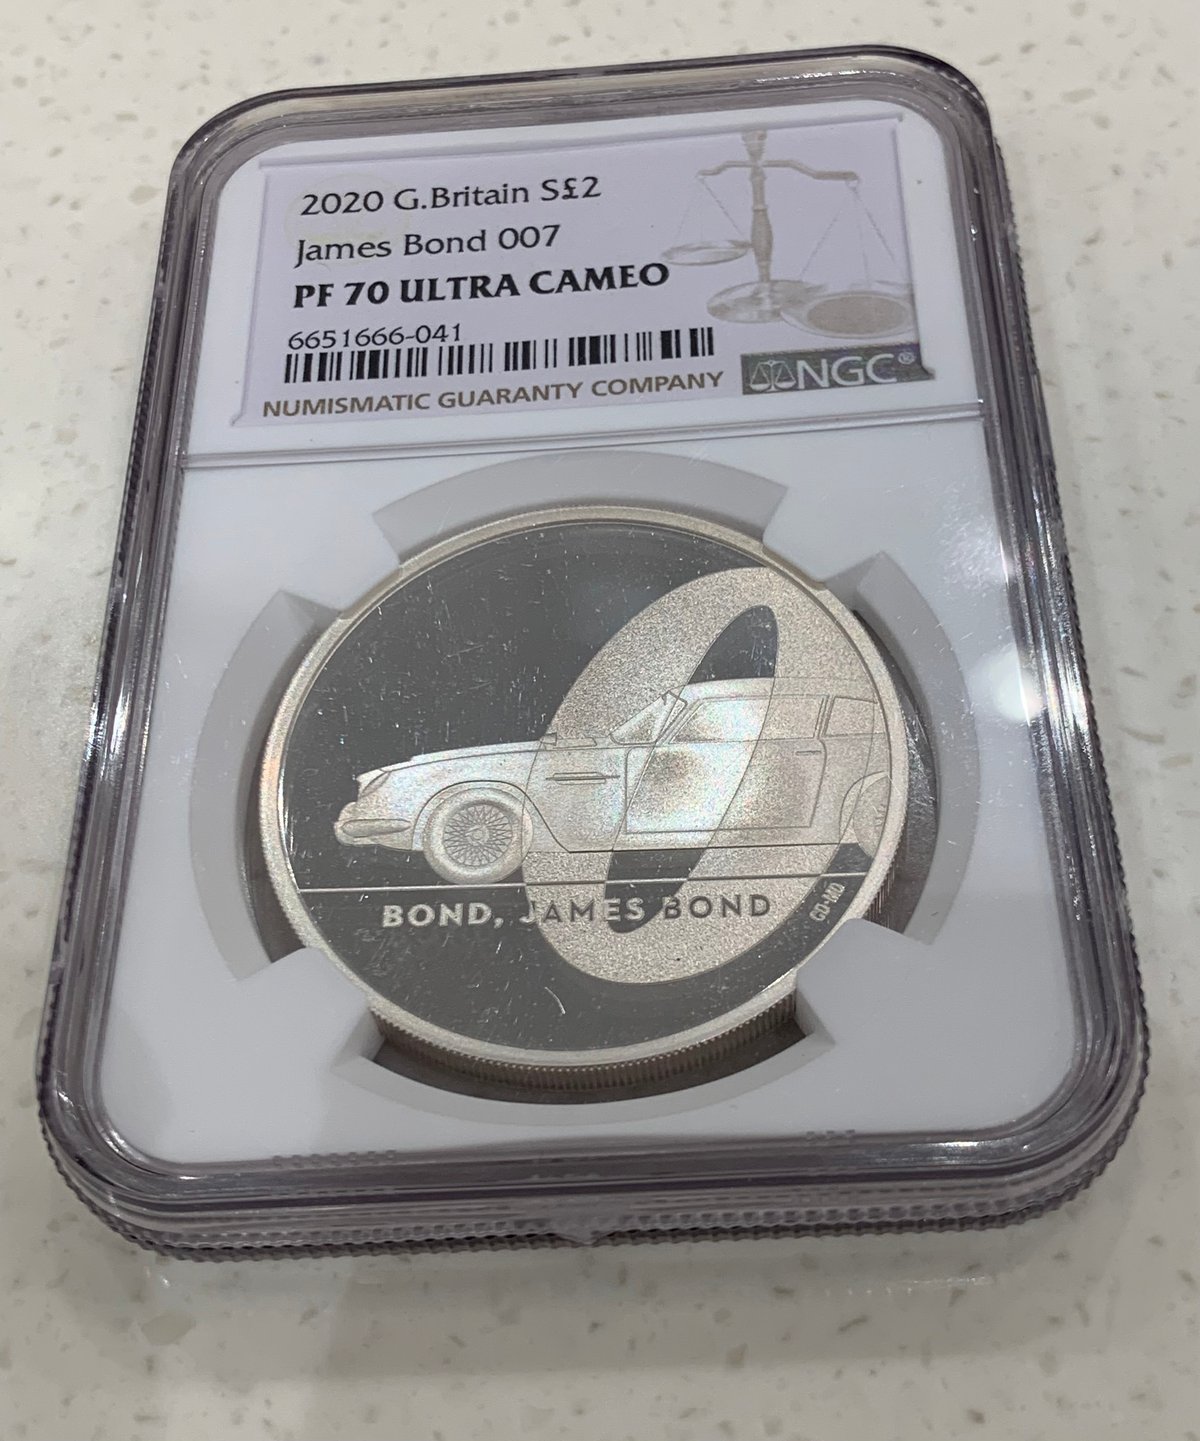 2020 G.Britain S£2
James Bond 007
PF 70 ULTRA CAMEO
6651666-041
NUMISMATIC GUARANTY COMPANY
NGC®
BOND, JAMES BOND